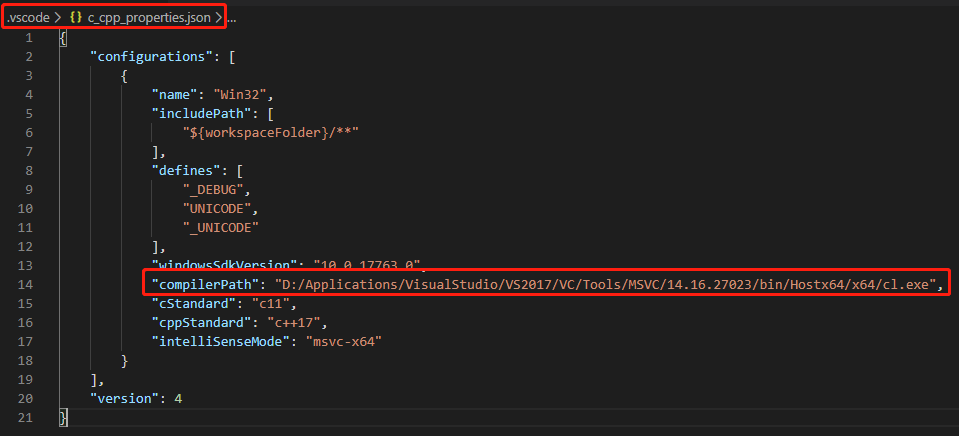 .vscode > {} c_cpp_properties.json > ...
1 {
2 "configurations": [
3 {
4 "name": "Win32",
5 "includePath": [
6 "${workspaceFolder}/**"
7 ],
8 "defines": [
9 "_DEBUG",
10 "UNICODE",
11 "_UNICODE"
12 ],
13 "windowsSdkVersion": "10.0.17763.0",
14 "compilerPath": "D:/Applications/VisualStudio/VS2017/VC/Tools/MSVC/14.16.27023/bin/Hostx64/x64/cl.exe",
15 "cStandard": "c11",
16 "cppStandard": "c++17",
17 "intelliSenseMode": "msvc-x64"
18 }
19 ],
20 "version": 4
21 }